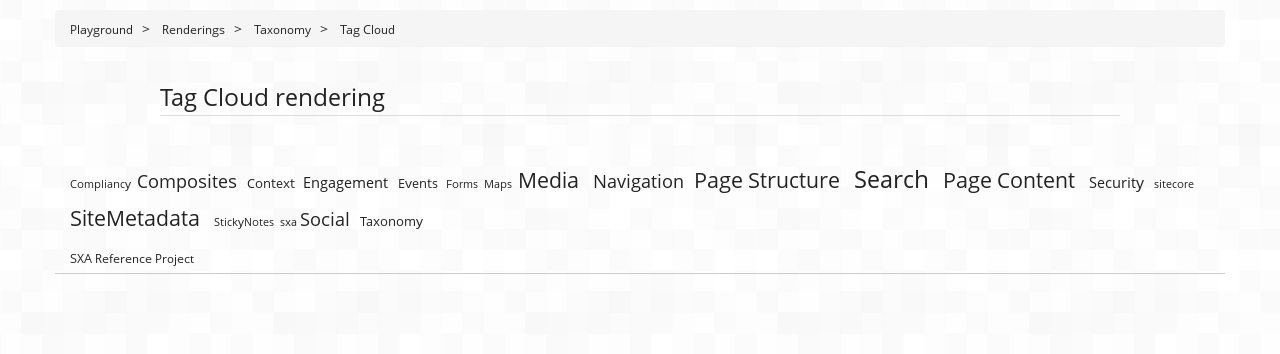 Playground > Renderings > Taxonomy > Tag Cloud
Tag Cloud rendering
Compliancy Composites Context Engagement Events Forms Maps Media Navigation Page Structure Search Page Content Security sitecore
SiteMetadata StickyNotes sxa Social Taxonomy
SXA Reference Project